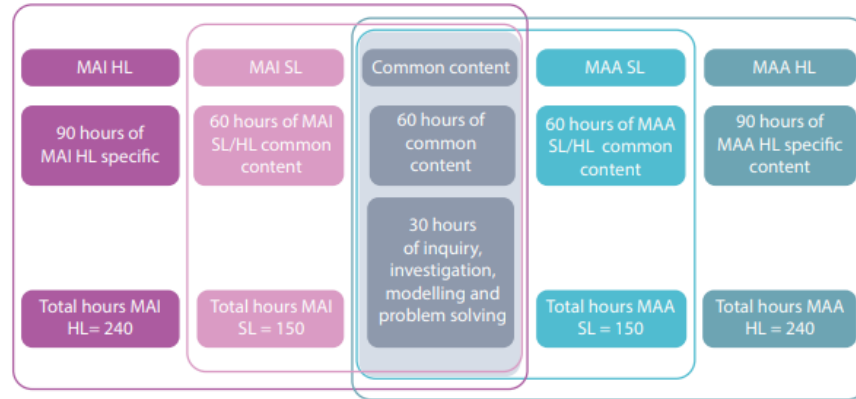 MAI HL
MAI SL
Common content
MAA SL
MAA HL
90 hours of
MAI HL specific
60 hours of MAI
SL/HL common
content
60 hours of
common
content
60 hours of MAA
SL/HL common
content
90 hours of
MAA HL specific
content
30 hours
of inquiry,
investigation,
modelling and
problem solving
Total hours MAI
HL= 240
Total hours MAI
SL = 150
Total hours MAA
SL = 150
Total hours MAA
HL = 240